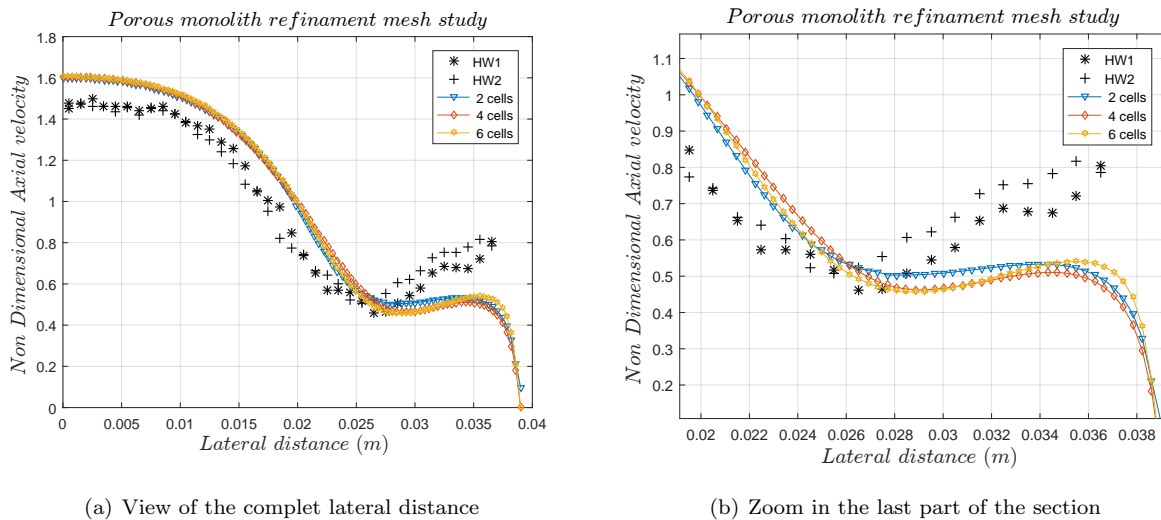 Porous monolith refinament mesh study
1.8
1.6
1.4
1.2
1
0.8
0.6
0.4
0.2
0
Non Dimensional Axial velocity
HW1
HW2
2 cells
4 cells
6 cells
0 0.005 0.01 0.015 0.02 0.025 0.03 0.035 0.04
Lateral distance (m)
(a) View of the complet lateral distance
Porous monolith refinament mesh study
1.1
1
0.9
0.8
0.7
0.6
0.5
0.4
0.3
0.2
Non Dimensional Axial velocity
HW1
HW2
2 cells
4 cells
6 cells
0.02 0.022 0.024 0.026 0.028 0.03 0.032 0.034 0.036 0.038
Lateral distance (m)
(b) Zoom in the last part of the section